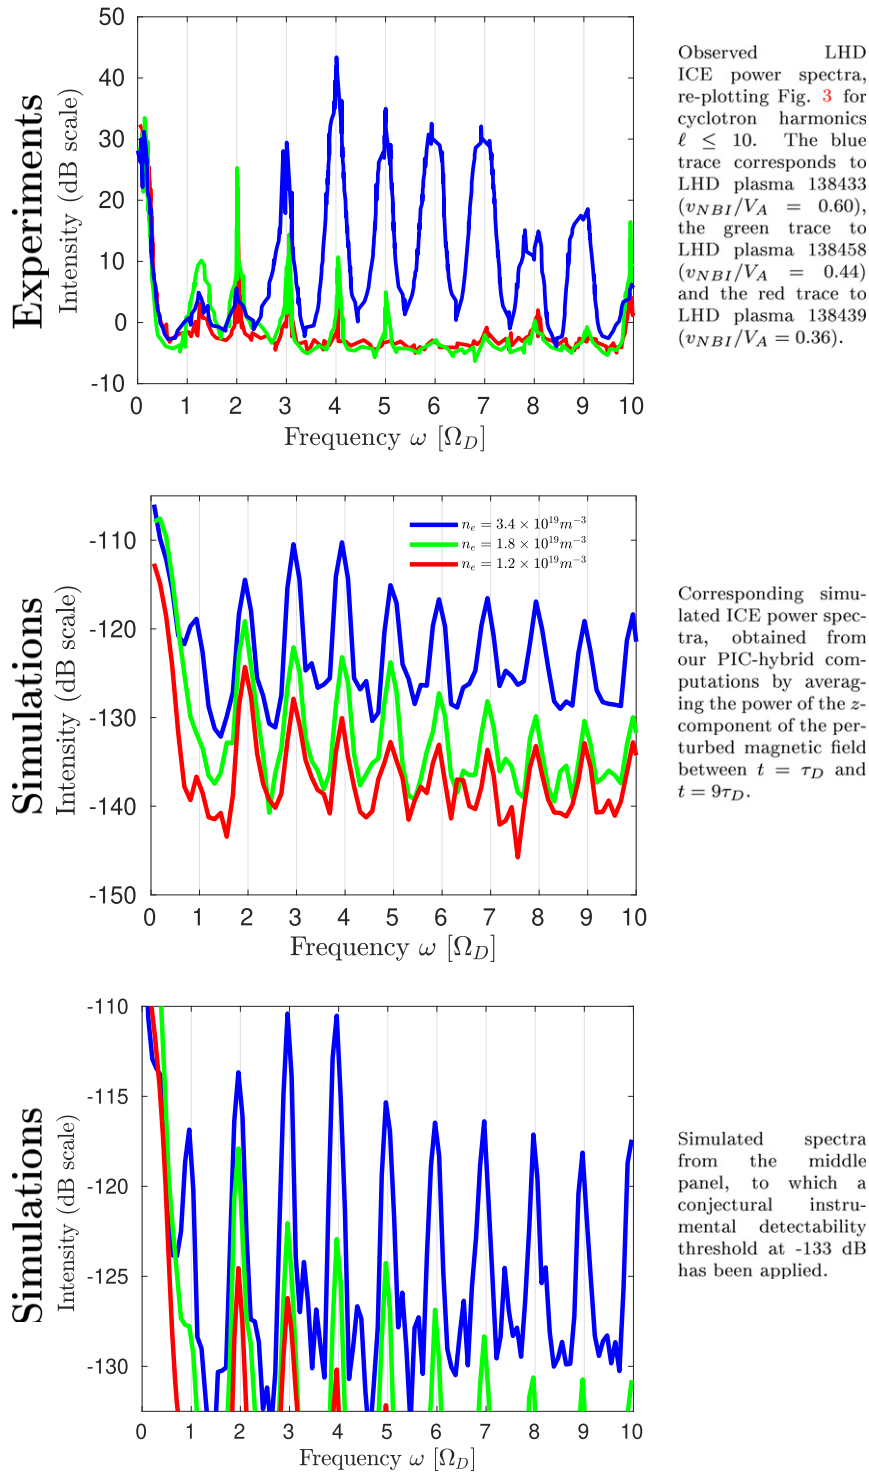 Experiments
Intensity (dB scale)
50
40
30
20
10
0
-10
0 1 2 3 4 5 6 7 8 9 10
Frequency ω [Ω_D]
Observed LHD
ICE power spectra,
re-plotting Fig. 3 for
cyclotron harmonics
ℓ ≤ 10. The blue
trace corresponds to
LHD plasma 138433
(v_NBI/V_A = 0.60),
the green trace to
LHD plasma 138458
(v_NBI/V_A = 0.44)
and the red trace to
LHD plasma 138439
(v_NBI/V_A = 0.36).
Simulations
Intensity (dB scale)
-110
-120
-130
-140
-150
n_e = 3.4 × 10^19 m^-3
n_e = 1.8 × 10^19 m^-3
n_e = 1.2 × 10^19 m^-3
0 1 2 3 4 5 6 7 8 9 10
Frequency ω [Ω_D]
Corresponding simu-
lated ICE power spec-
tra, obtained from
our PIC-hybrid com-
putations by averag-
ing the power of the z-
component of the per-
turbed magnetic field
between t = τ_D and
t = 9τ_D.
Simulations
Intensity (dB scale)
-110
-115
-120
-125
-130
0 1 2 3 4 5 6 7 8 9 10
Frequency ω [Ω_D]
Simulated spectra
from the middle
panel, to which a
conjectural instru-
mental detectability
threshold at -133 dB
has been applied.